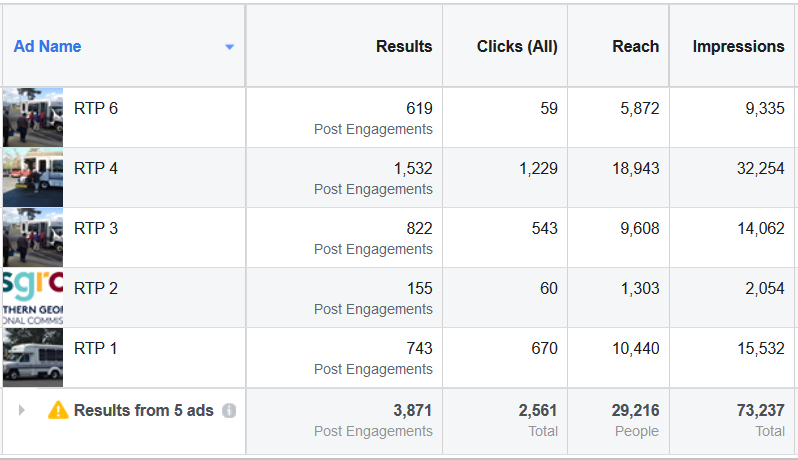 Ad Name Results Clicks (All) Reach Impressions
RTP 6 619 59 5,872 9,335
Post Engagements
RTP 4 1,532 1,229 18,943 32,254
Post Engagements
RTP 3 822 543 9,608 14,062
Post Engagements
sgrc
THERN GEOR
ONAL COMMIS
RTP 2 155 60 1,303 2,054
Post Engagements
RTP 1 743 670 10,440 15,532
Post Engagements
Results from 5 ads 3,871 2,561 29,216 73,237
Post Engagements Total People Total